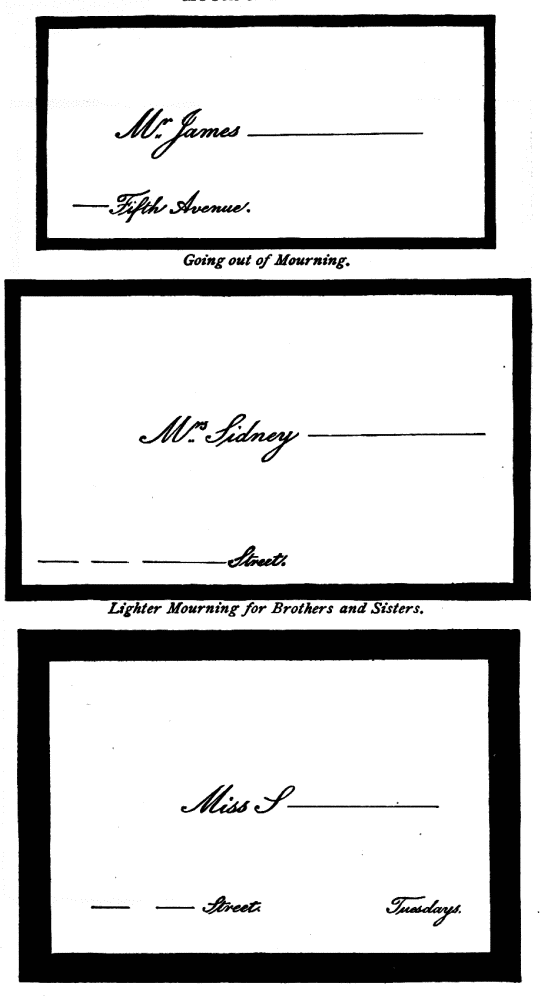 Mr. James
Fifth Avenue.
Going out of Mourning.
Mrs. Sidney
Street.
Lighter Mourning for Brothers and Sisters.
Miss S
Street.
Tuesdays.